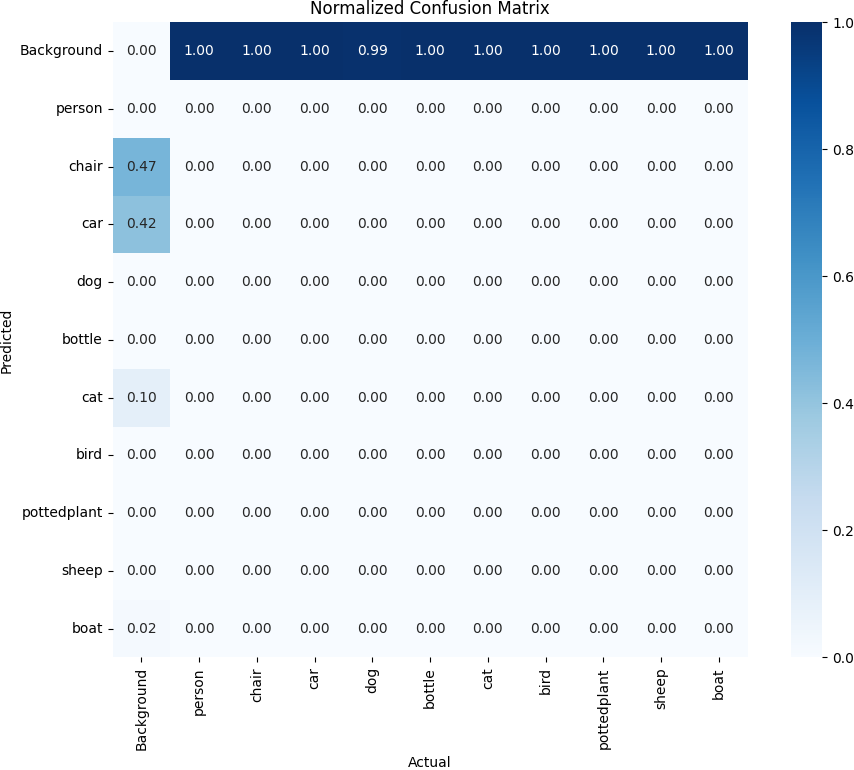 Normalized Confusion Matrix
Background 0.00 1.00 1.00 1.00 0.99 1.00 1.00 1.00 1.00 1.00 1.00
person 0.00 0.00 0.00 0.00 0.00 0.00 0.00 0.00 0.00 0.00 0.00
chair 0.47 0.00 0.00 0.00 0.00 0.00 0.00 0.00 0.00 0.00 0.00
car 0.42 0.00 0.00 0.00 0.00 0.00 0.00 0.00 0.00 0.00 0.00
dog 0.00 0.00 0.00 0.00 0.00 0.00 0.00 0.00 0.00 0.00 0.00
bottle 0.00 0.00 0.00 0.00 0.00 0.00 0.00 0.00 0.00 0.00 0.00
cat 0.10 0.00 0.00 0.00 0.00 0.00 0.00 0.00 0.00 0.00 0.00
bird 0.00 0.00 0.00 0.00 0.00 0.00 0.00 0.00 0.00 0.00 0.00
pottedplant 0.00 0.00 0.00 0.00 0.00 0.00 0.00 0.00 0.00 0.00 0.00
sheep 0.00 0.00 0.00 0.00 0.00 0.00 0.00 0.00 0.00 0.00 0.00
boat 0.02 0.00 0.00 0.00 0.00 0.00 0.00 0.00 0.00 0.00 0.00
Background person chair car dog bottle cat bird pottedplant sheep boat
Actual
Predicted
1.0
0.8
0.6
0.4
0.2
0.0